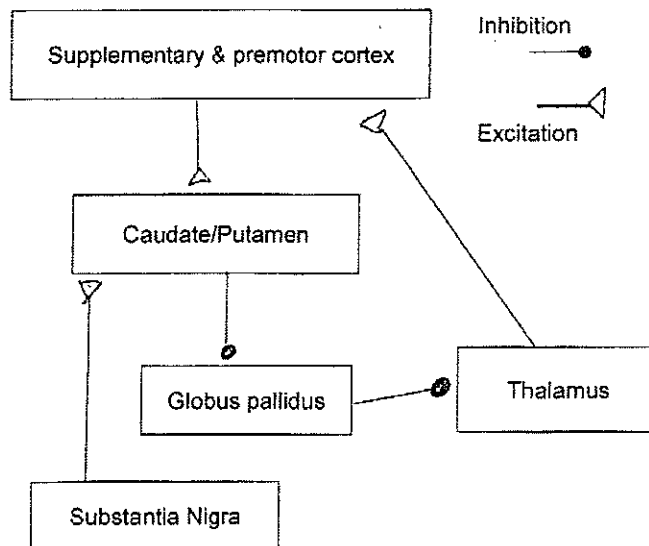 Supplementary & premotor cortex
Inhibition
Excitation
Caudate/Putamen
Globus pallidus
Thalamus
Substantia Nigra